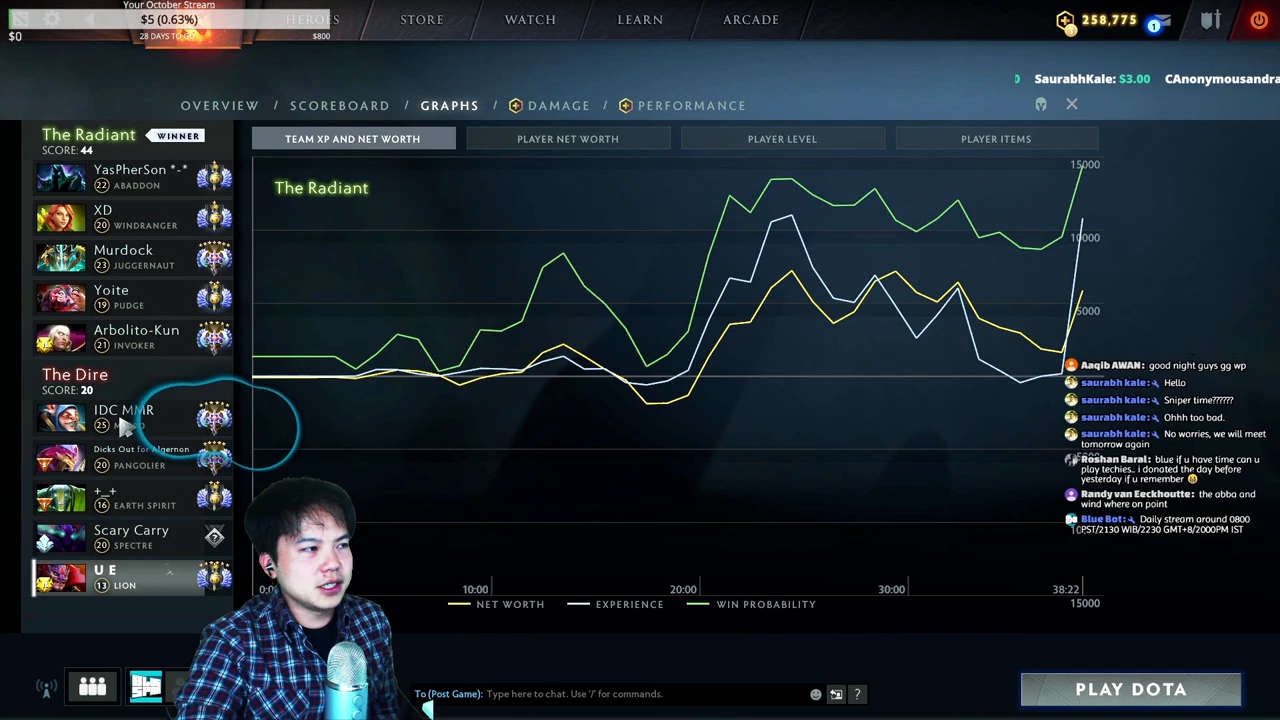 Your October Stream
$5 (0.63%)
$0
28 DAYS TO GO
$800
HEROES
STORE
WATCH
LEARN
ARCADE
258,775
1
1
0 SaurabhKale: $3.00 CAnonymousandra
OVERVIEW / SCOREBOARD / GRAPHS / DAMAGE / PERFORMANCE
The Radiant
WINNER
SCORE: 44
YasPherSon *-*
22 ABADDON
XD
20 WINDRANGER
Murdock
23 JUGGERNAUT
Yoite
19 PUDGE
Arbolito-Kun
21 INVOKER
The Dire
SCORE: 20
IDC MMR
25
Dicks Out for Algernon
20 PANGOLIER
+_+
16 EARTH SPIRIT
Scary Carry
20 SPECTRE
?
U E
13 LION
TEAM XP AND NET WORTH
PLAYER NET WORTH
PLAYER LEVEL
PLAYER ITEMS
The Radiant
15000
10000
5000
0:0
10:00
20:00
30:00
38:22
15000
NET WORTH
EXPERIENCE
WIN PROBABILITY
Aaqib AWAN: good night guys gg wp
saurabh kale: Hello
saurabh kale: Sniper time??????
saurabh kale: Ohhh too bad.
saurabh kale: No worries, we will meet
tomorrow again
Roshan Baral: blue if u have time can u
play techies.. i donated the day before
yesterday if u remember
Randy van Eeckhoutte: the abba and
wind where on point
Blue Bot: Daily stream around 0800
PST/2130 WIB/2230 GMT+8/2000PM IST
To (Post Game): Type here to chat. Use '/' for commands.
?
PLAY DOTA